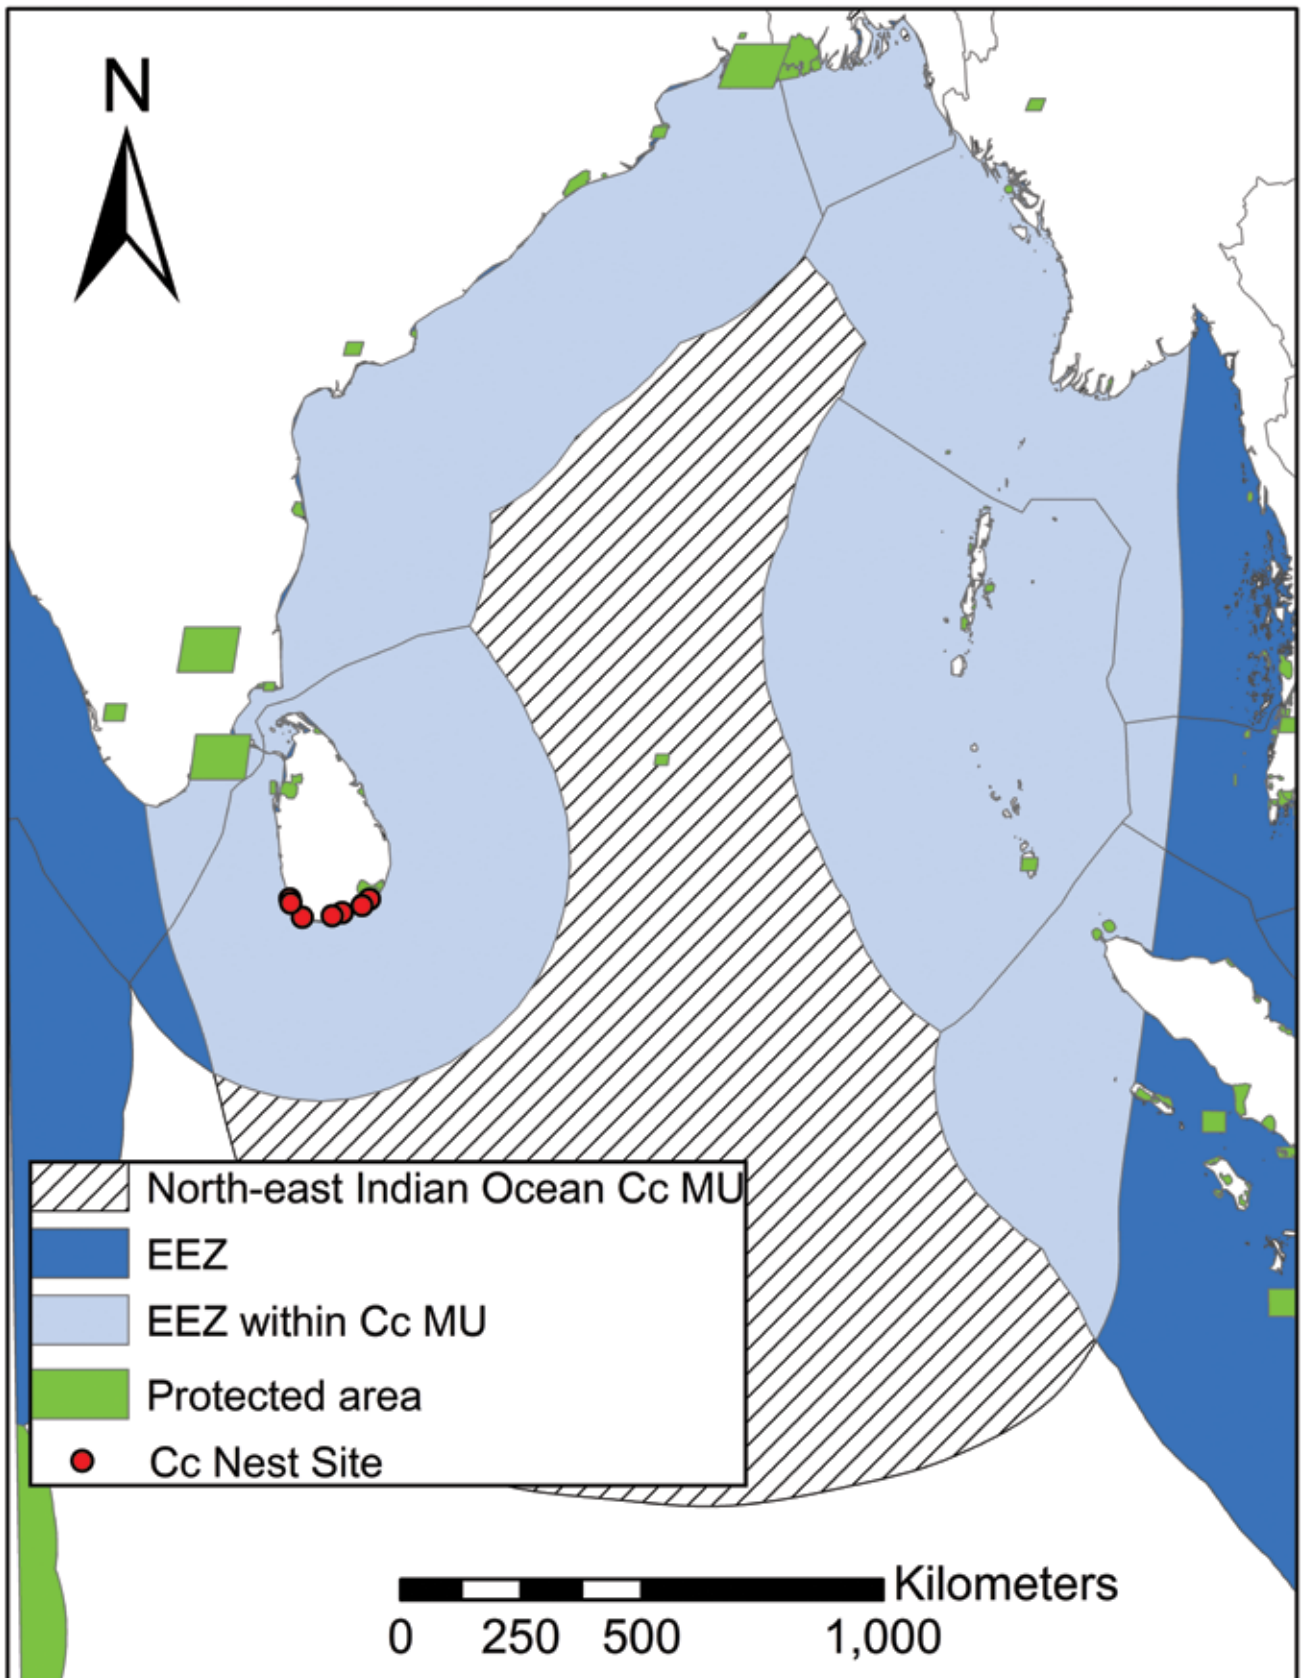 N
North-east Indian Ocean Cc MU
EEZ
EEZ within Cc MU
Protected area
Cc Nest Site
Kilometers
0 250 500 1,000